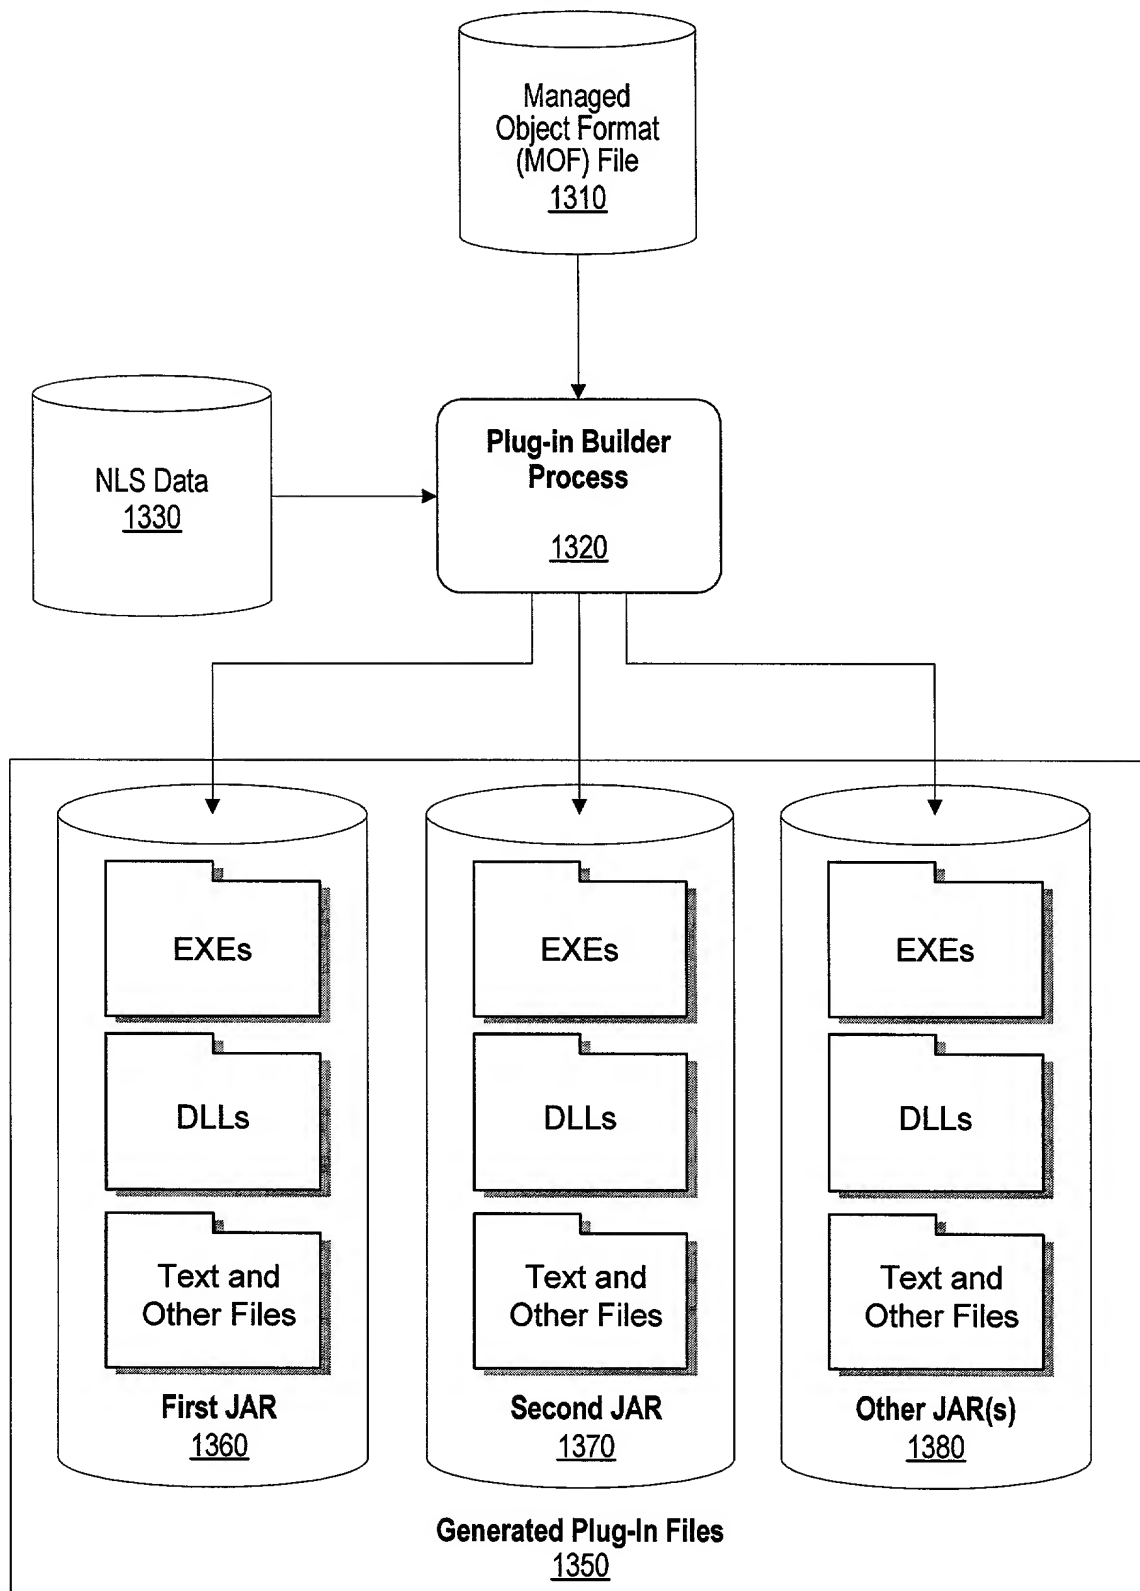 Managed
Object Format
(MOF) File
1310
NLS Data
1330
Plug-in Builder
Process
1320
EXEs
DLLs
Text and
Other Files
First JAR
1360
EXEs
DLLs
Text and
Other Files
Second JAR
1370
EXEs
DLLs
Text and
Other Files
Other JAR(s)
1380
Generated Plug-In Files
1350